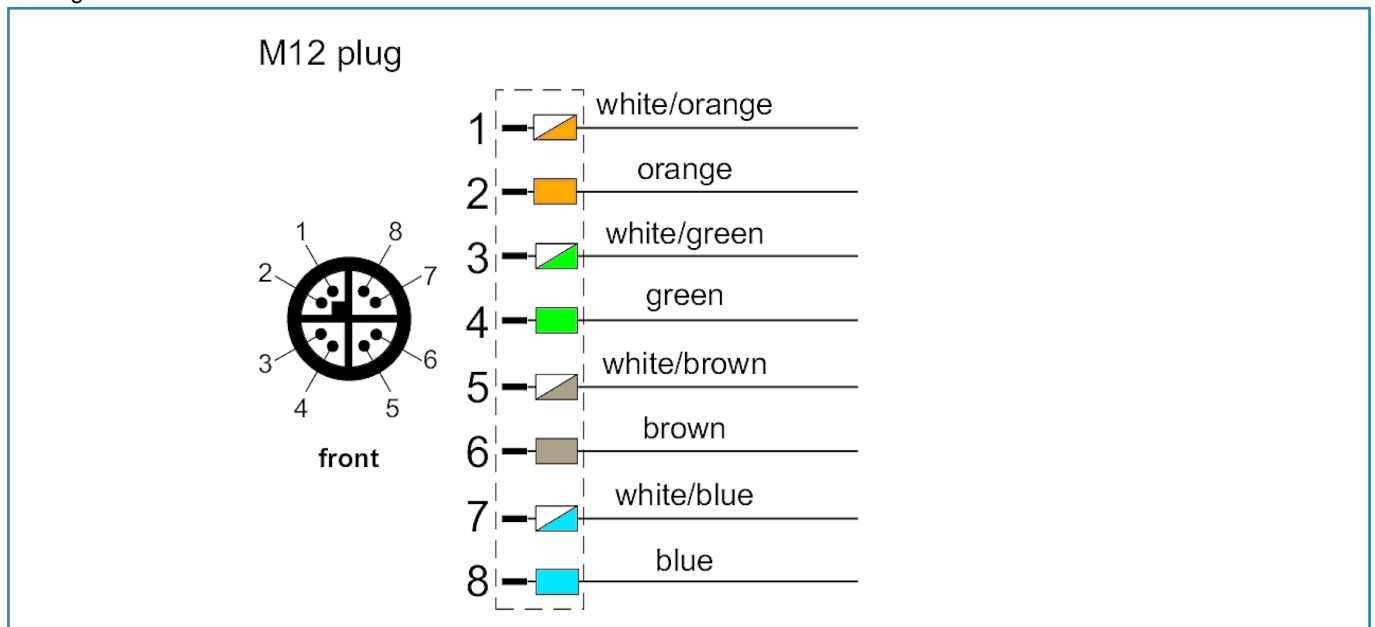 M12 plug
1 white/orange
2 orange
3 white/green
4 green
5 white/brown
6 brown
7 white/blue
8 blue
1 8
2 7
3 6
4 5
front